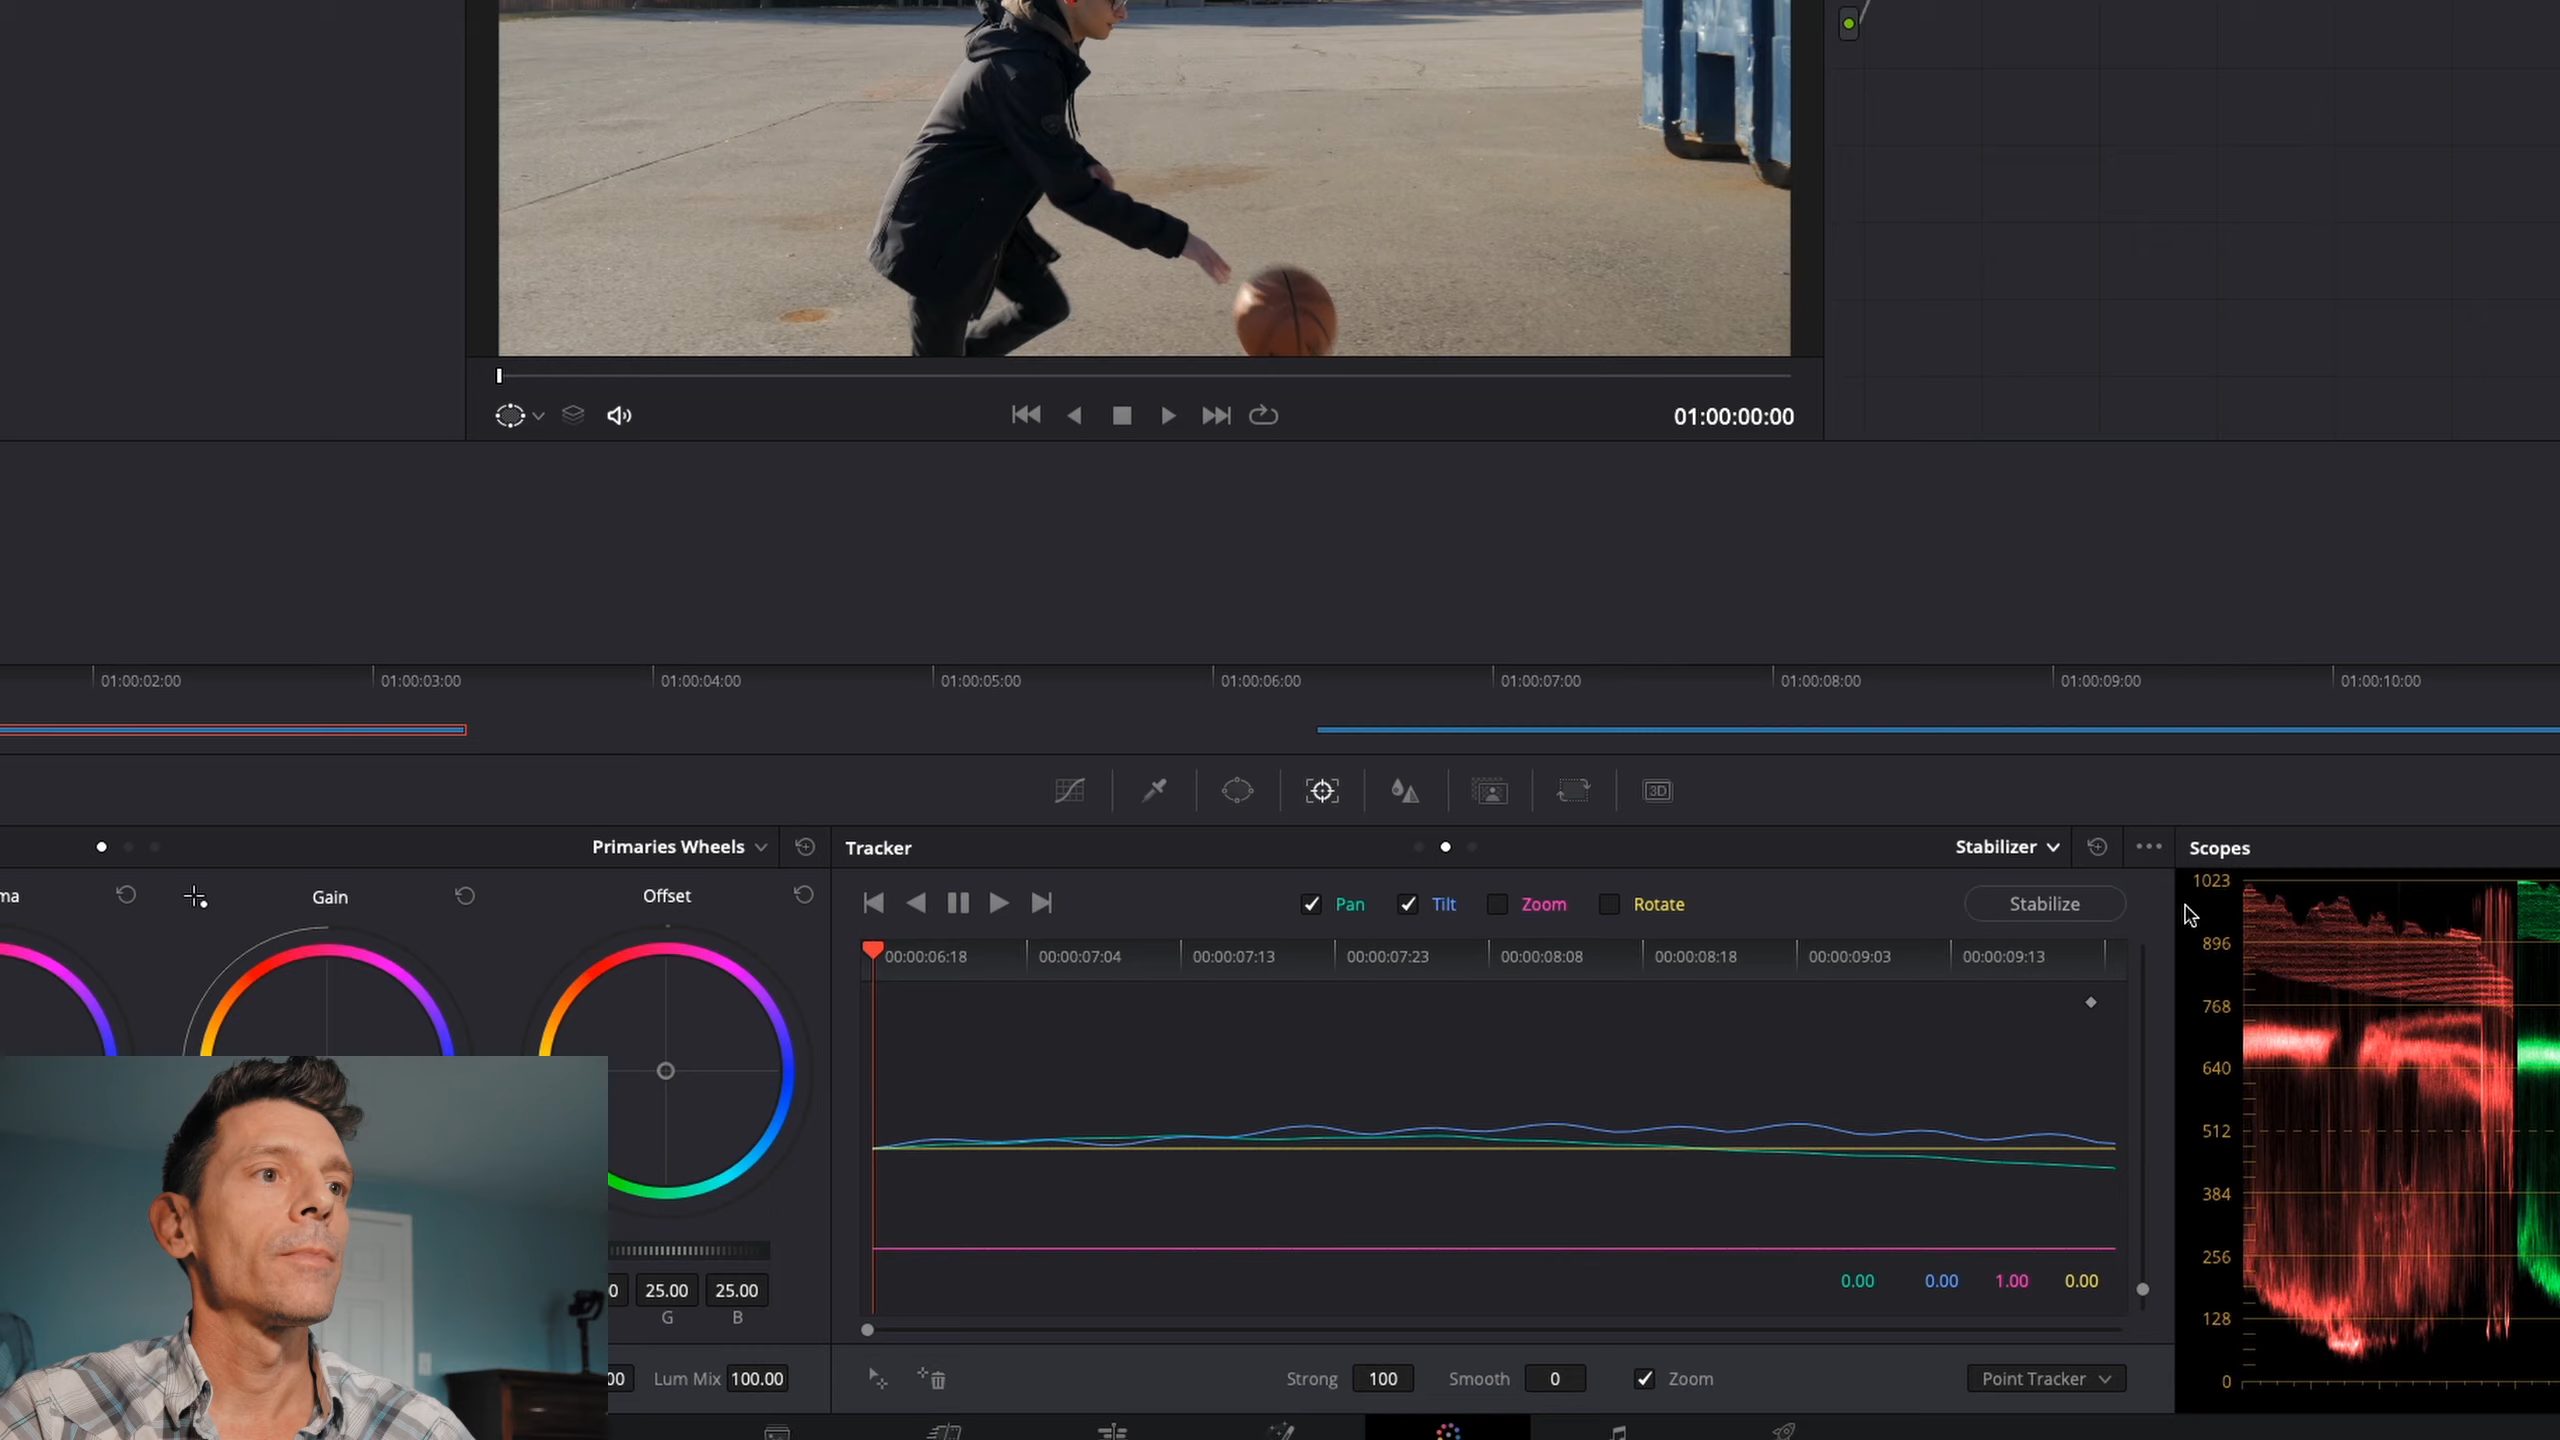 01:00:00:00
01:00:02:00 01:00:03:00 01:00:04:00 01:00:05:00 01:00:06:00 01:00:07:00 01:00:08:00 01:00:09:00 01:00:10:00
3D
Primaries Wheels
Tracker
Stabilizer
Scopes
ma
Gain
Offset
Pan
Tilt
Zoom
Rotate
Stabilize
00:00:06:18 00:00:07:04 00:00:07:13 00:00:07:23 00:00:08:08 00:00:08:18 00:00:09:03 00:00:09:13
1023
896
768
640
512
384
256
128
0
0.00 0.00 1.00 0.00
0 25.00 25.00
G B
00 Lum Mix 100.00
Strong 100 Smooth 0 Zoom
Point Tracker